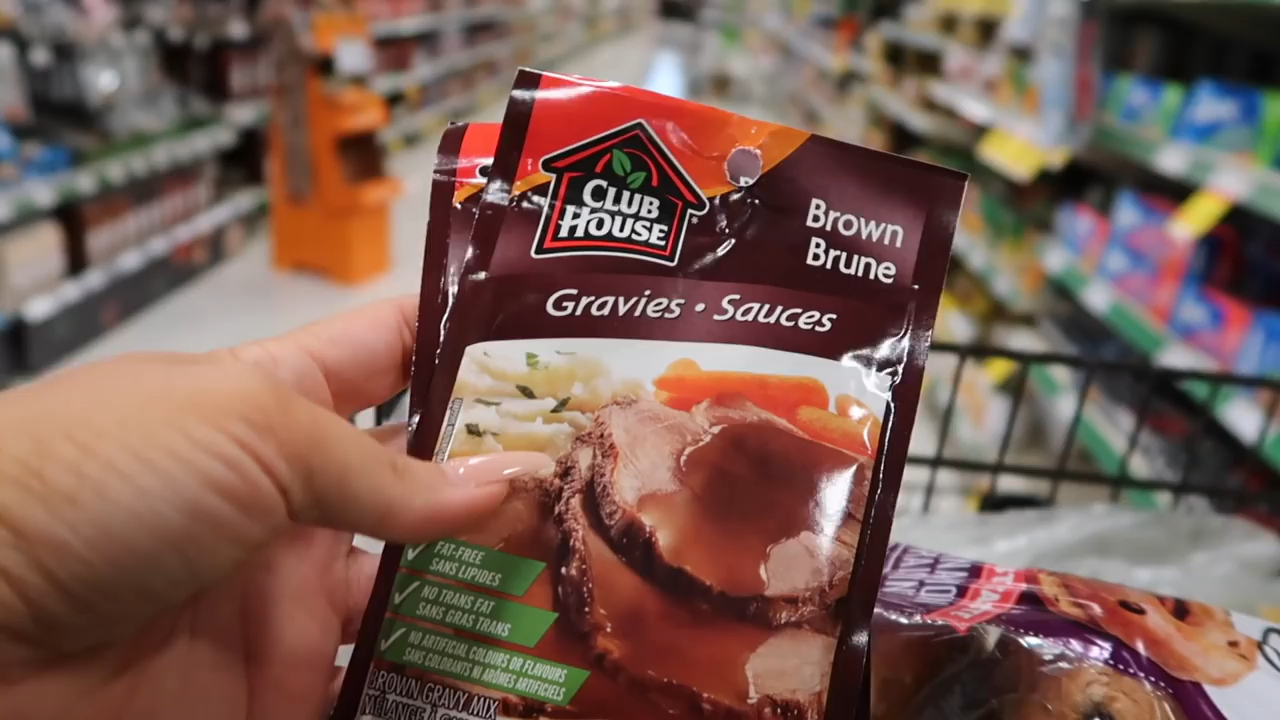 CLUB
HOUSE
Brown
Brune
Gravies • Sauces
FAT-FREE
SANS LIPIDES
NO TRANS FAT
SANS GRAS TRANS
NO ARTIFICIAL COLOURS OR FLAVOURS
SANS COLORANTS NI ARÔMES ARTIFICIELS
BROWN GRAVY MIX
MÉLANGE À